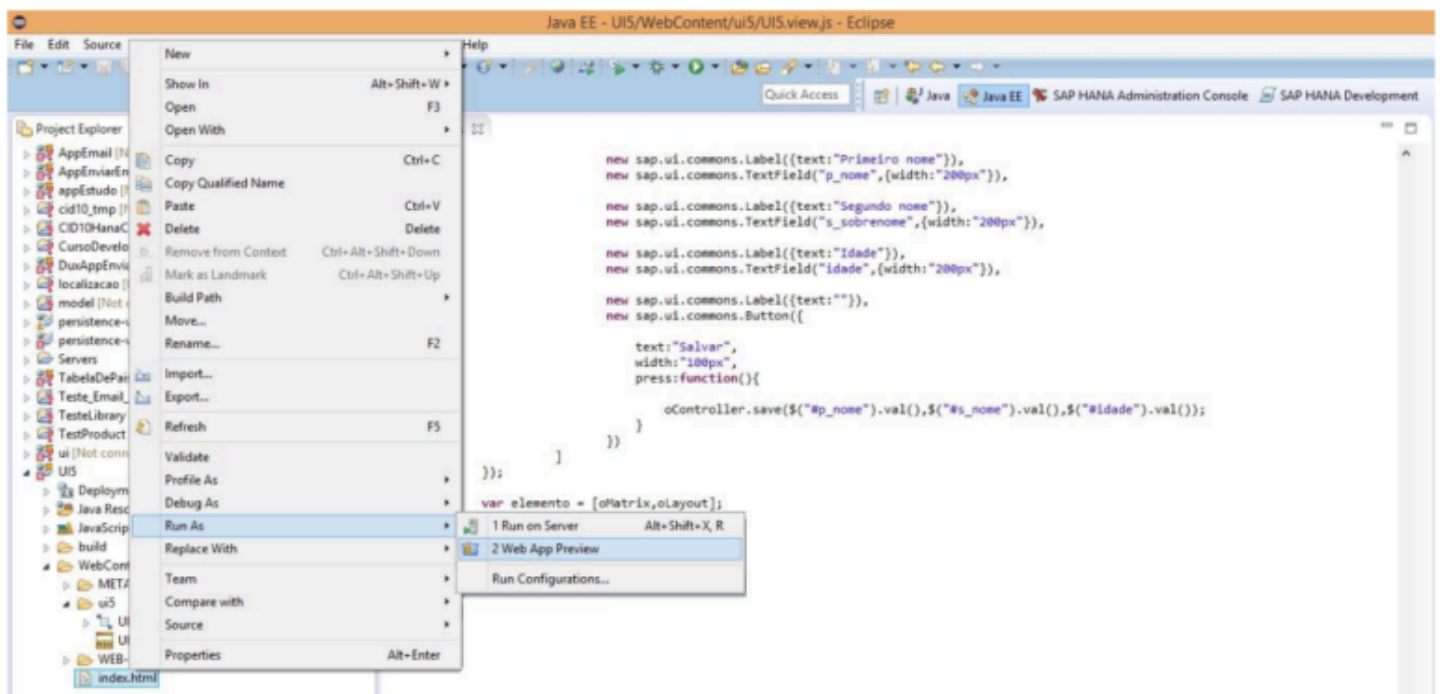 Java EE - UI5/WebContent/ui5/UI5.view.js - Eclipse
File Edit Source Help
Quick Access Java Java EE SAP HANA Administration Console SAP HANA Development
Project Explorer
AppEmail [N
AppEnviarEn
appEstudo [N
cid10_tmp [N
CID10HanaC
CursoDevelo
DuxAppEnvia
localizacao [
model [Not c
persistence-
persistence-
Servers
TabelaDePai
Teste_Email_
TesteLibrary
TestProduct
ui [Not conn
UI5
Deploym
Java Resc
JavaScrip
build
WebCont
META
ui5
UI
UI
WEB-
index.html
New
Show In Alt+Shift+W
Open F3
Open With
Copy Ctrl+C
Copy Qualified Name
Paste Ctrl+V
Delete Delete
Remove from Context Ctrl+Alt+Shift+Down
Mark as Landmark Ctrl+Alt+Shift+Up
Build Path
Move...
Rename... F2
Import...
Export...
Refresh F5
Validate
Profile As
Debug As
Run As
Replace With
Team
Compare with
Source
Properties Alt+Enter
1 Run on Server Alt+Shift+X, R
2 Web App Preview
Run Configurations...
new sap.ui.commons.Label({text:"Primeiro nome"}),
new sap.ui.commons.TextField("p_nome",{width:"200px"}),
new sap.ui.commons.Label({text:"Segundo nome"}),
new sap.ui.commons.TextField("s_sobrenome",{width:"200px"}),
new sap.ui.commons.Label({text:"Idade"}),
new sap.ui.commons.TextField("idade",{width:"200px"}),
new sap.ui.commons.Label({text:""}),
new sap.ui.commons.Button({
text:"Salvar",
width:"100px",
press:function(){
oController.save($("#p_nome").val(),$("#s_nome").val(),$("#idade").val());
}
})
]
});
var elemento = [oMatrix,oLayout];